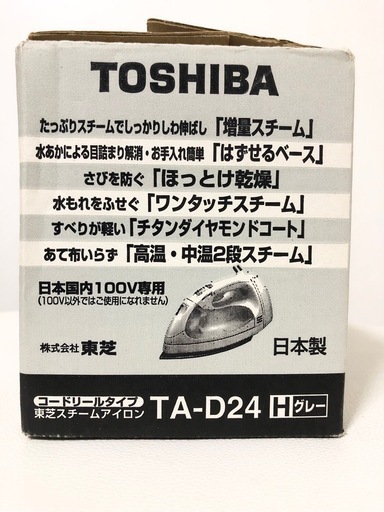 TOSHIBA
たっぷりスチームでしっかりしわ伸ばし「増量スチーム」
水あかによる目詰まり解消・お手入れ簡単「はずせるベース」
さびを防ぐ「ほっとけ乾燥」
水もれをふせぐ「ワンタッチスチーム」
すべりが軽い「チタンダイヤモンドコート」
あて布いらず「高温・中温2段スチーム」
日本国内100V専用
(100V以外ではご使用になれません)
株式会社 東芝
日本製
コードリールタイプ
東芝スチームアイロン TA-D24 H グレー